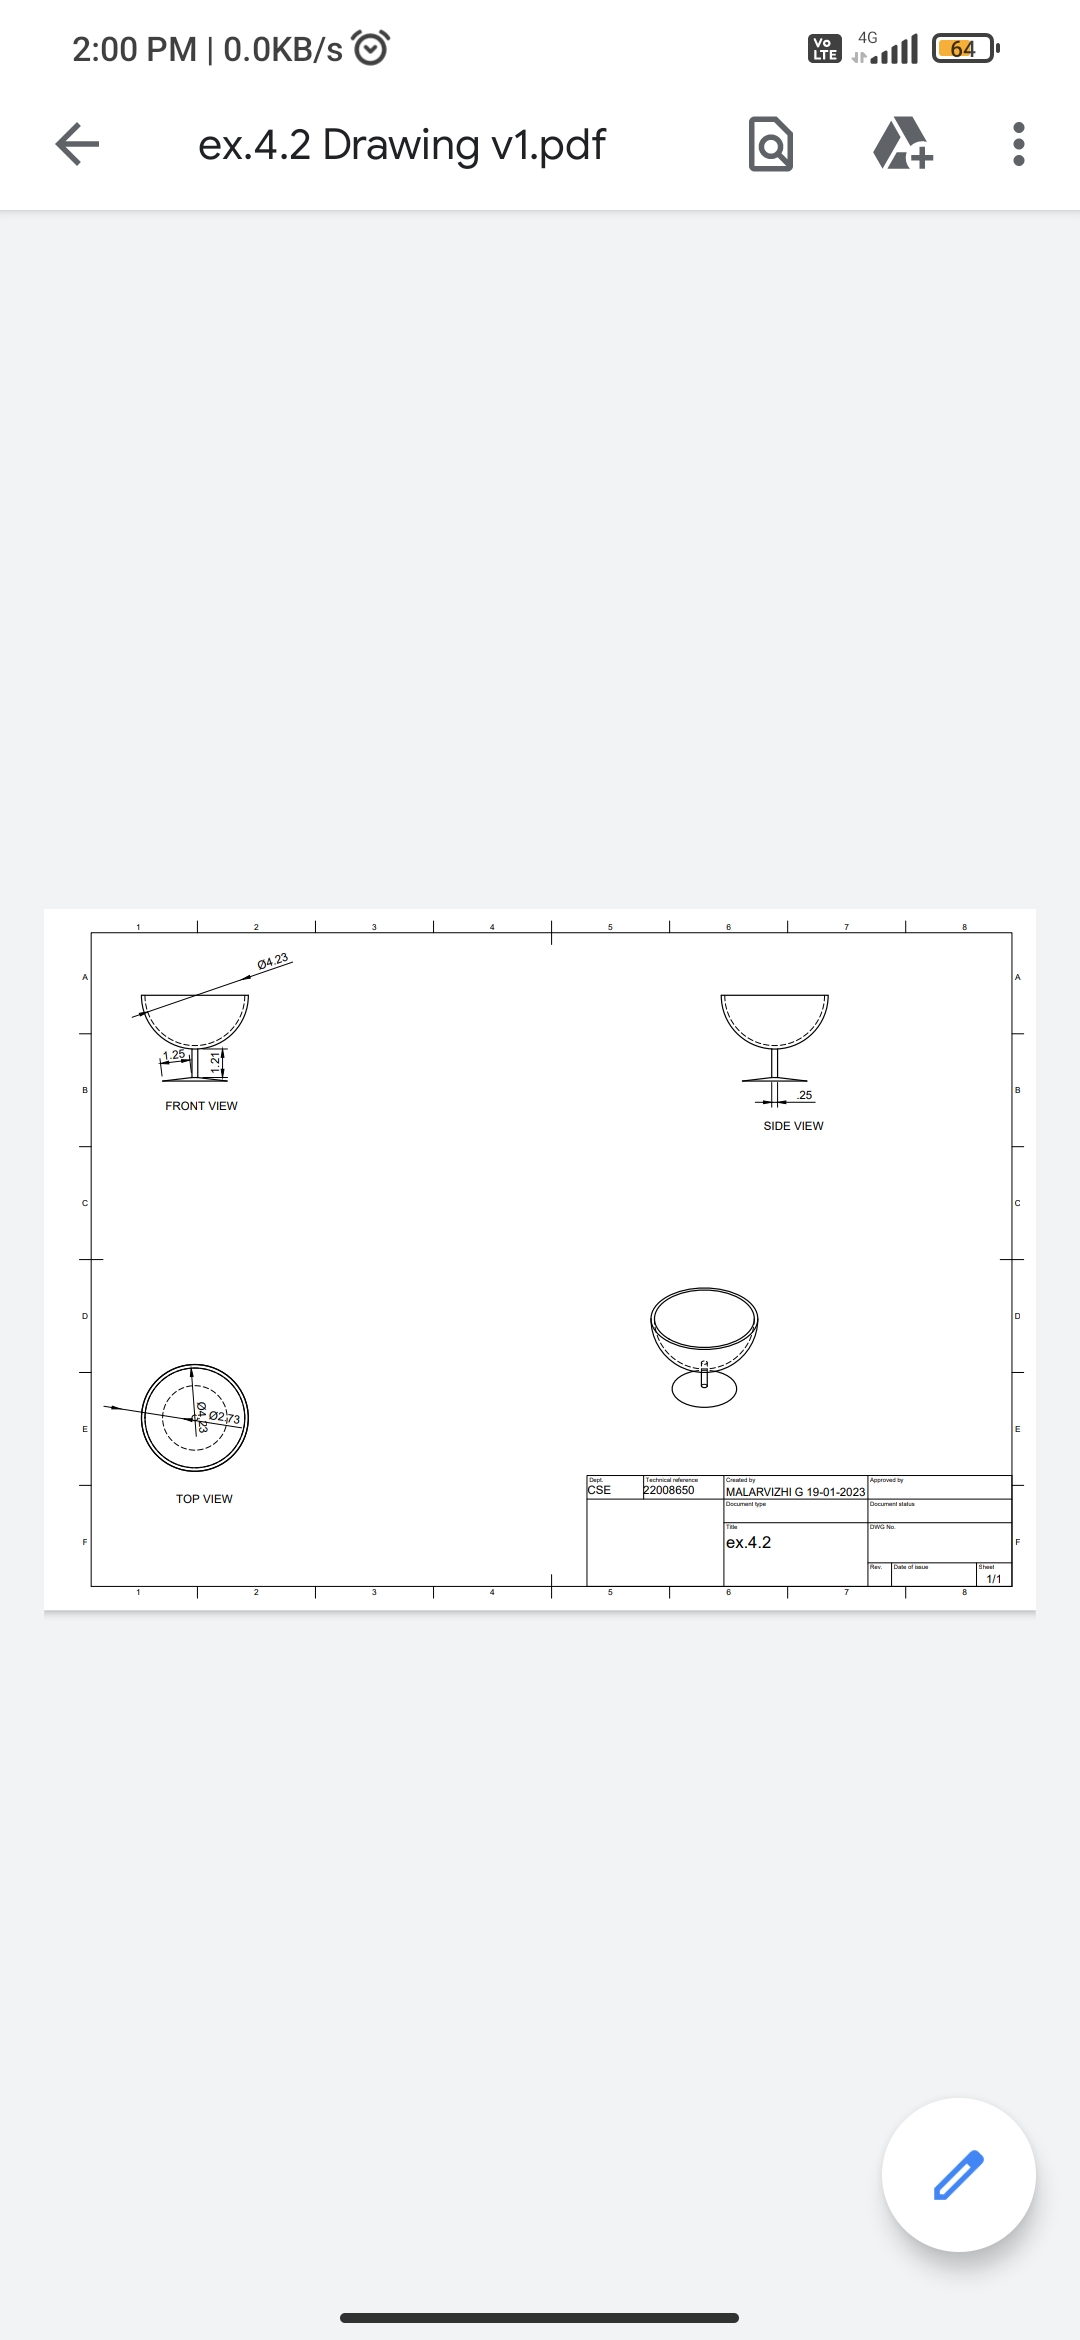 2:00 PM | 0.0KB/s
Vo LTE 4G 64
ex.4.2 Drawing v1.pdf
1 2 3 4 5 6 7 8
Ø4.23
A A
1.25 1.21
B B
.25
FRONT VIEW
SIDE VIEW
C C
D D
Ø4.23 Ø2.73
E E
TOP VIEW
Dept. Technical reference Created by Approved by
CSE 22008650 MALARVIZHI G 19-01-2023
Document type Document status
Title DWG No.
ex.4.2
F F
Rev. Date of issue Sheet
1/1
1 2 3 4 5 6 7 8